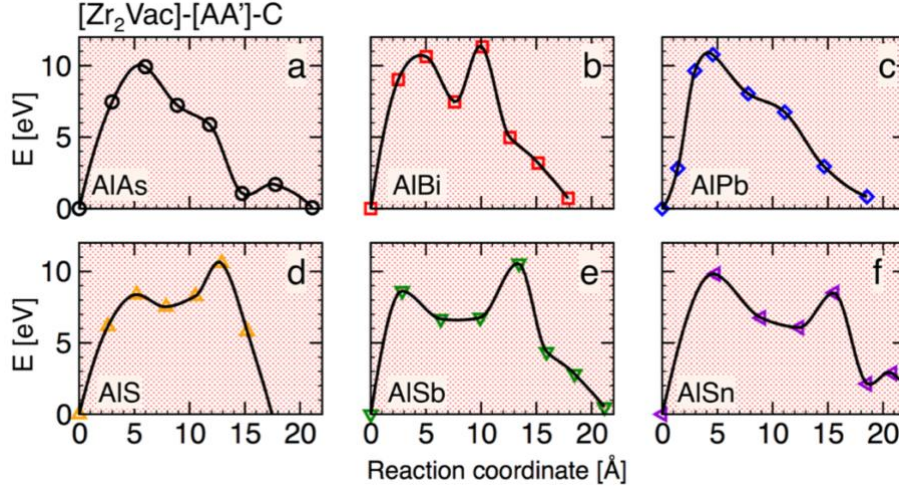 [Zr₂Vac]-[AA']-C
a b c
10
5
0
E [eV]
AlAs AlBi AlPb
d e f
10
5
0
E [eV]
AlS AlSb AlSn
0 5 10 15 20 0 5 10 15 20 0 5 10 15 20
Reaction coordinate [Å]